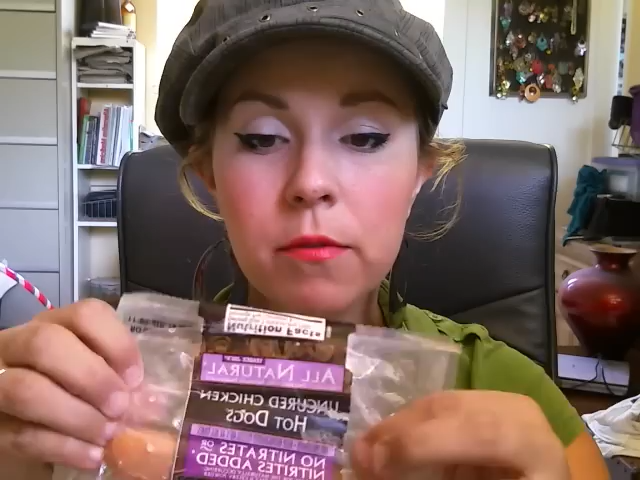 Nutrition Facts
ALL NATURAL
UNCURED CHICKEN
HOT DOGS
NO NITRATES OR
NITRITES ADDED*